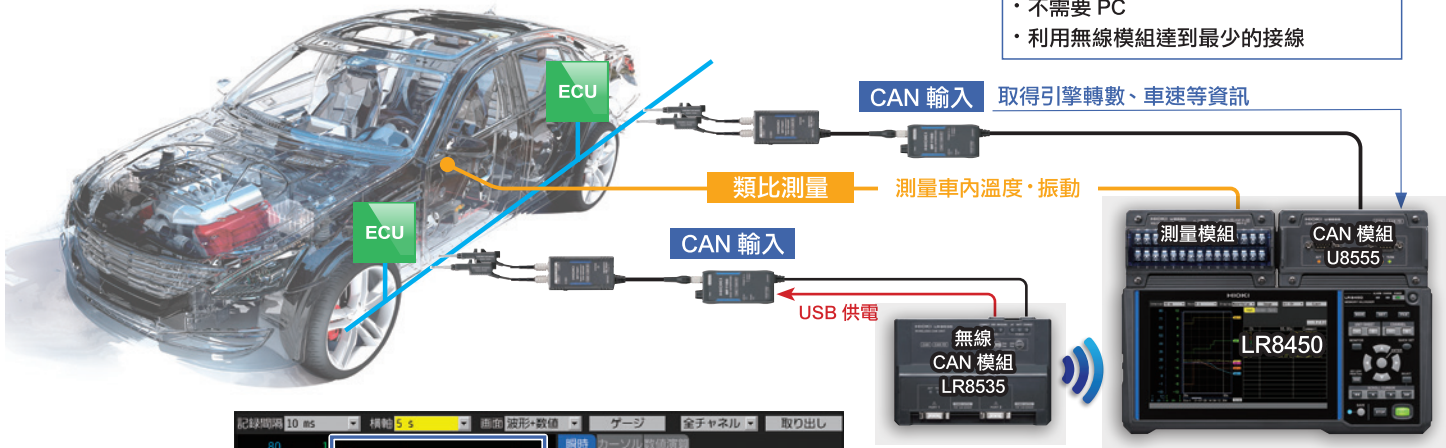 ・不需要 PC
・利用無線模組達到最少的接線
ECU
CAN 輸入
取得引擎轉數、車速等資訊
類比測量
測量車內溫度・振動
ECU
CAN 輸入
USB 供電
測量模組
CAN 模組
U8555
無線
CAN 模組
LR8535
HIOKI
LR8450
記録間隔 10 ms 横軸 5 s 画面 波形+数値 ゲージ 全チャネル 取り出し
80
瞬時 カーソル 数値演算